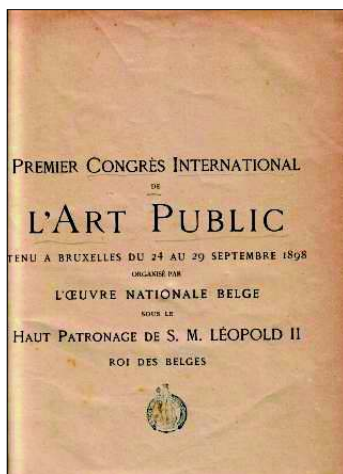 PREMIER CONGRÈS INTERNATIONAL
DE
L'ART PUBLIC
TENU A BRUXELLES DU 24 AU 29 SEPTEMBRE 1898
ORGANISÉ PAR
L'ŒUVRE NATIONALE BELGE
SOUS LE
HAUT PATRONAGE DE S. M. LÉOPOLD II
ROI DES BELGES